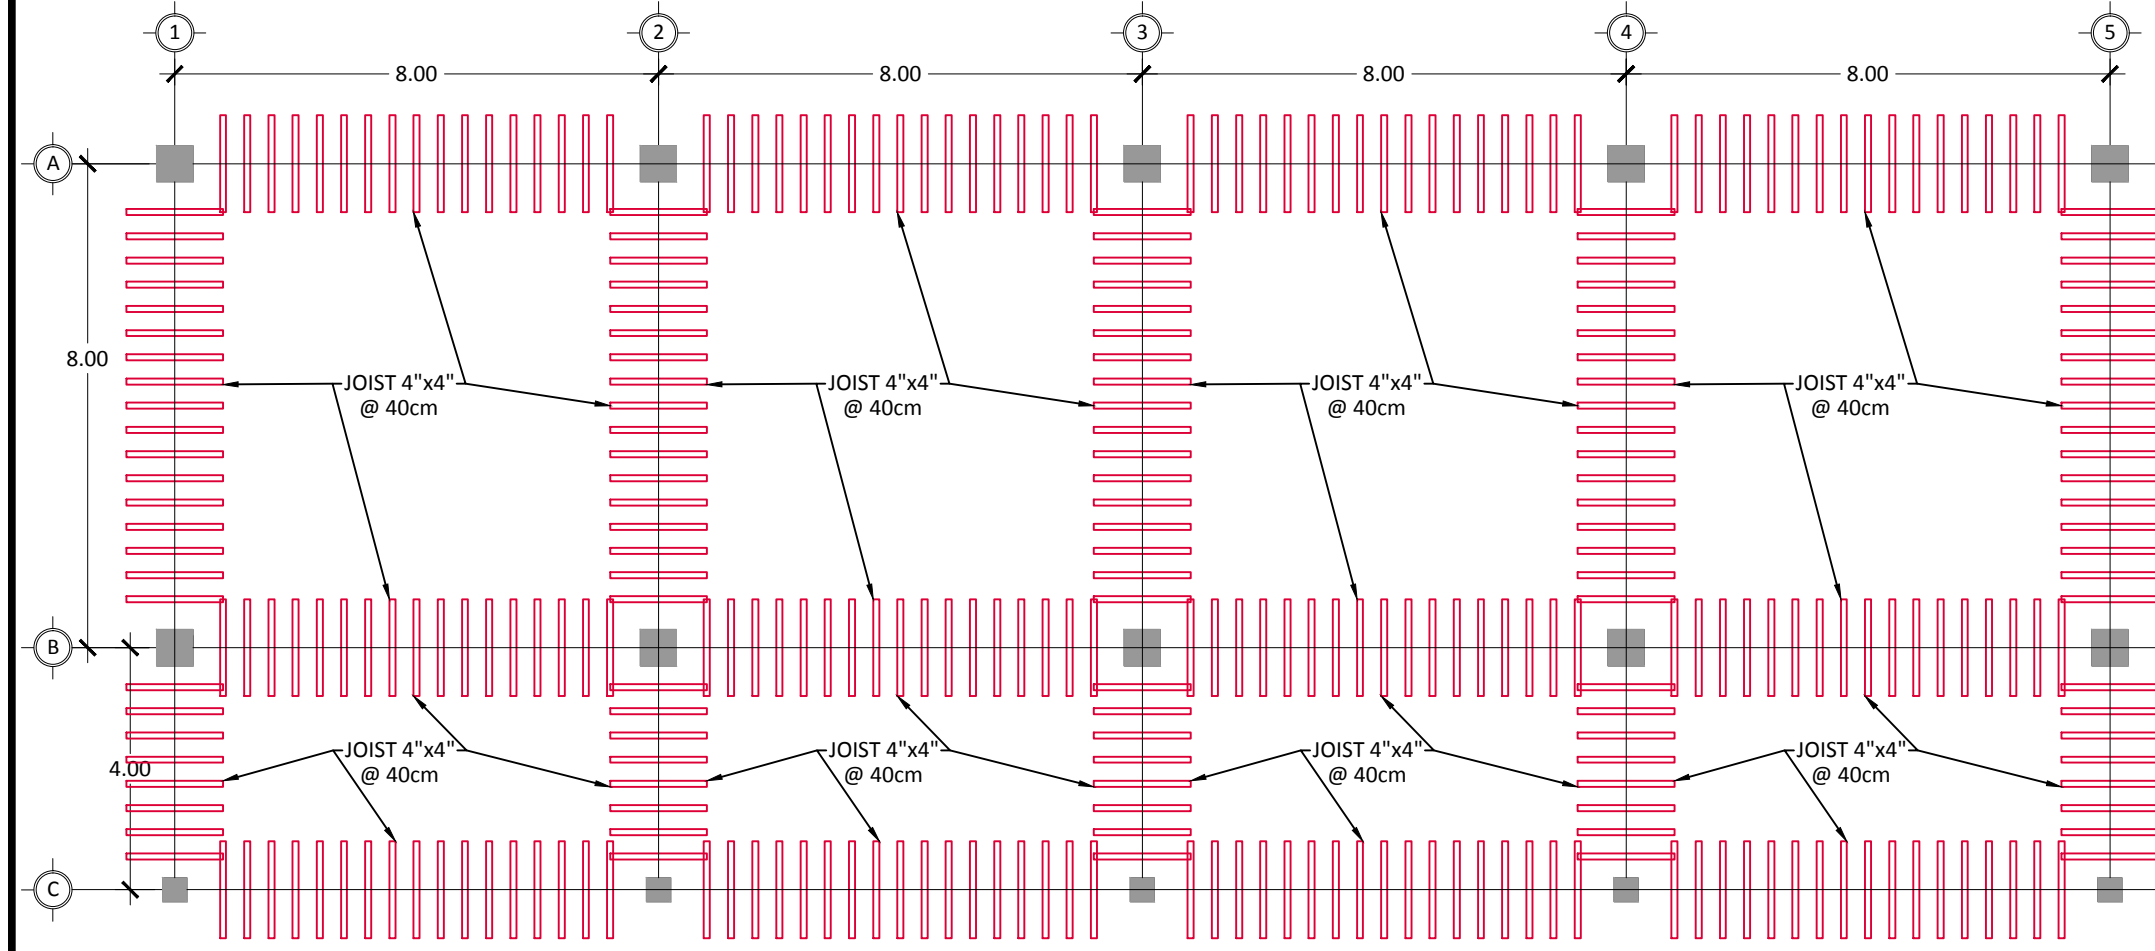 1 2 3 4 5
8.00 8.00 8.00 8.00
A
8.00
JOIST 4"x4" JOIST 4"x4" JOIST 4"x4" JOIST 4"x4"
@ 40cm @ 40cm @ 40cm @ 40cm
B
JOIST 4"x4" JOIST 4"x4" JOIST 4"x4" JOIST 4"x4"
4.00 @ 40cm @ 40cm @ 40cm @ 40cm
C